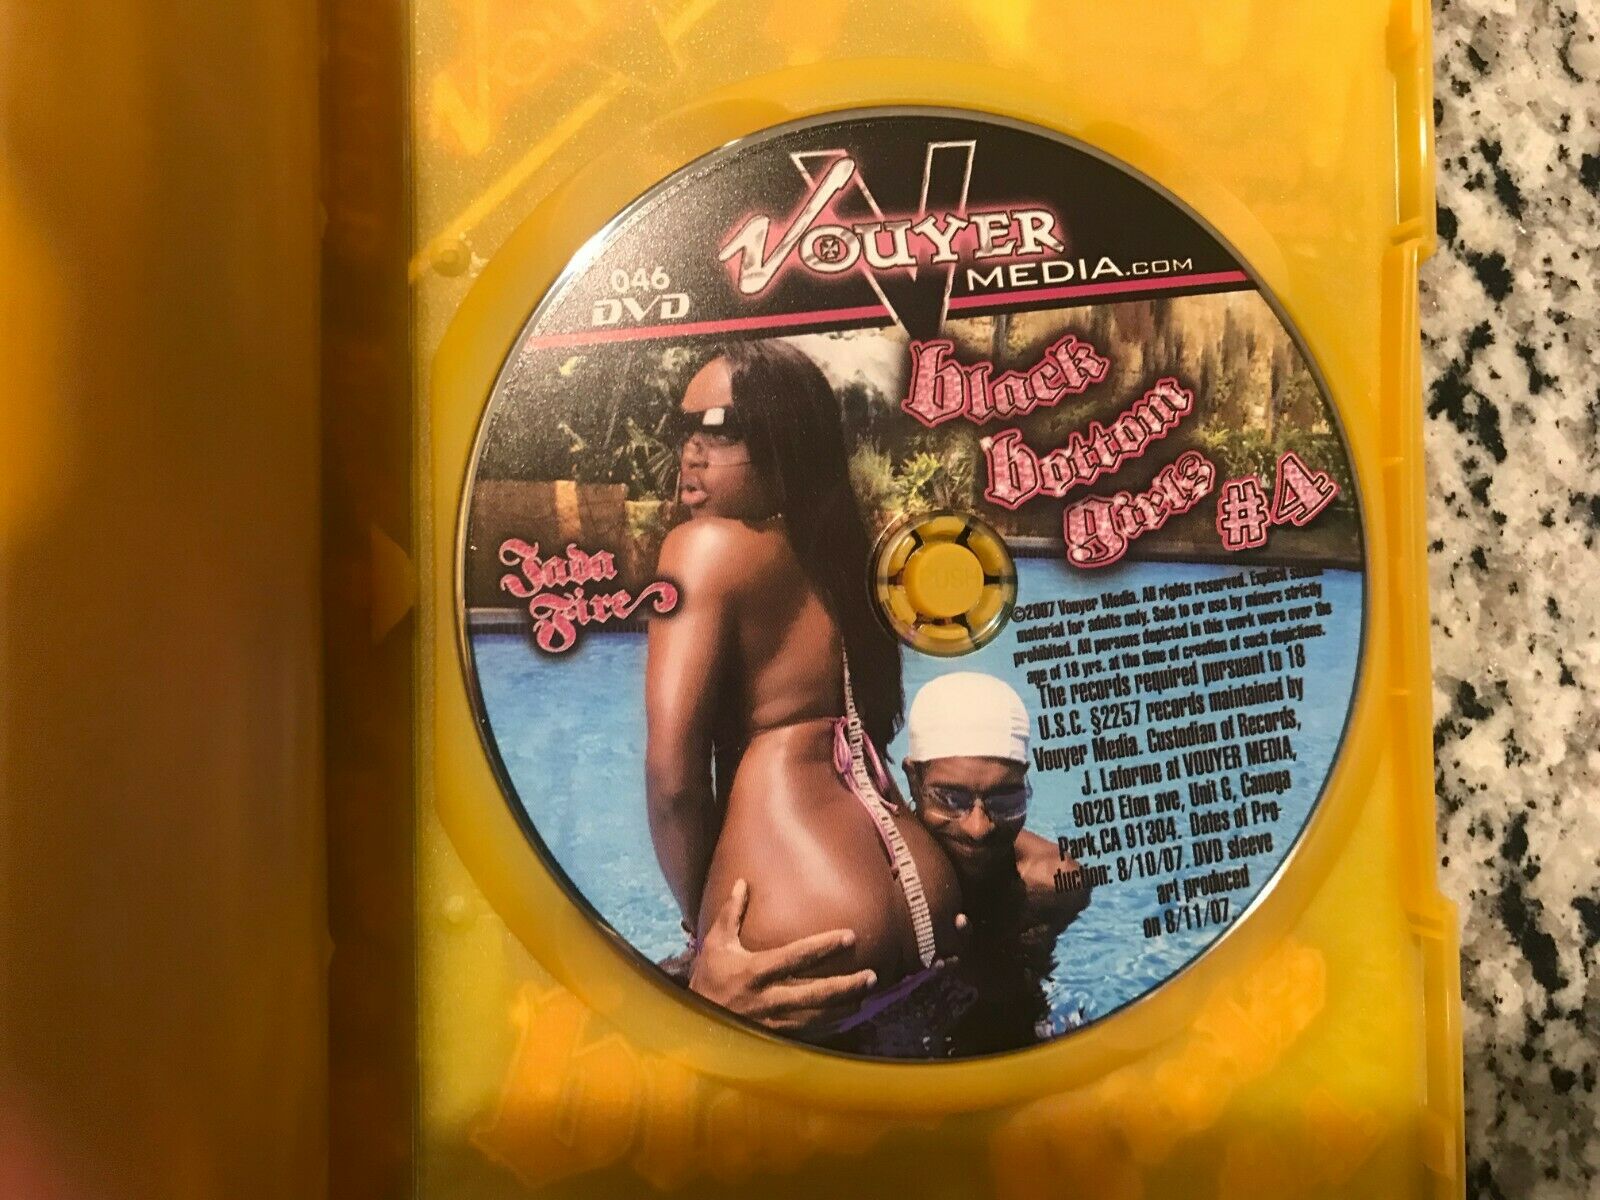 VOUYER
MEDIA.COM
046
DVD
black
bottom
girls #4
Jada
Fire
©2007 Vouyer Media. All rights reserved. Explicit
material for adults only. Sale to or use by minors strictly
prohibited. All persons depicted in this work were over the
age of 18 yrs. at the time of creation of such depictions.
The records required pursuant to 18
U.S.C. §2257 records maintained by
Vouyer Media. Custodian of Records,
J. Laforme at VOUYER MEDIA,
9020 Eton ave, Unit G, Canoga
Park,CA 91304. Dates of Pro-
duction: 8/10/07. DVD sleeve
art produced
on 8/11/07.